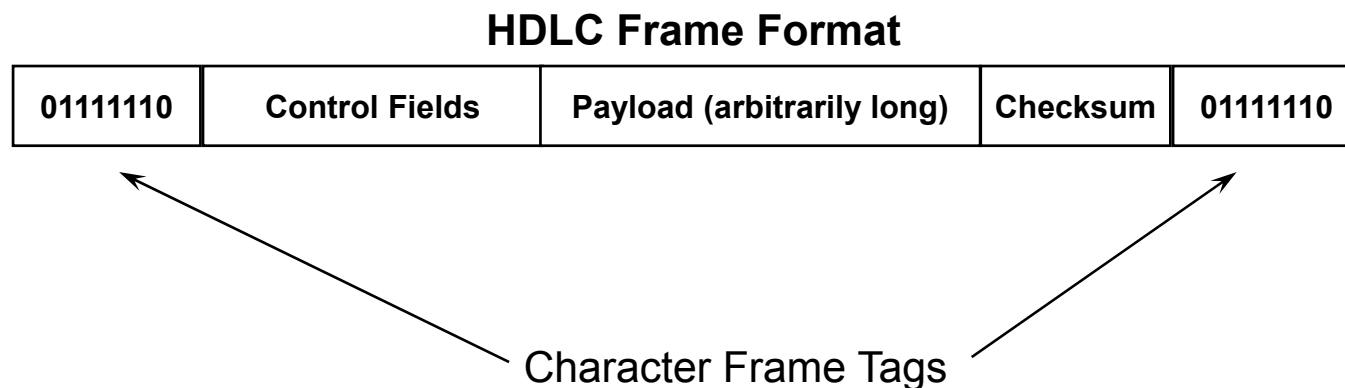 HDLC Frame Format
01111110 Control Fields Payload (arbitrarily long) Checksum 01111110
Character Frame Tags